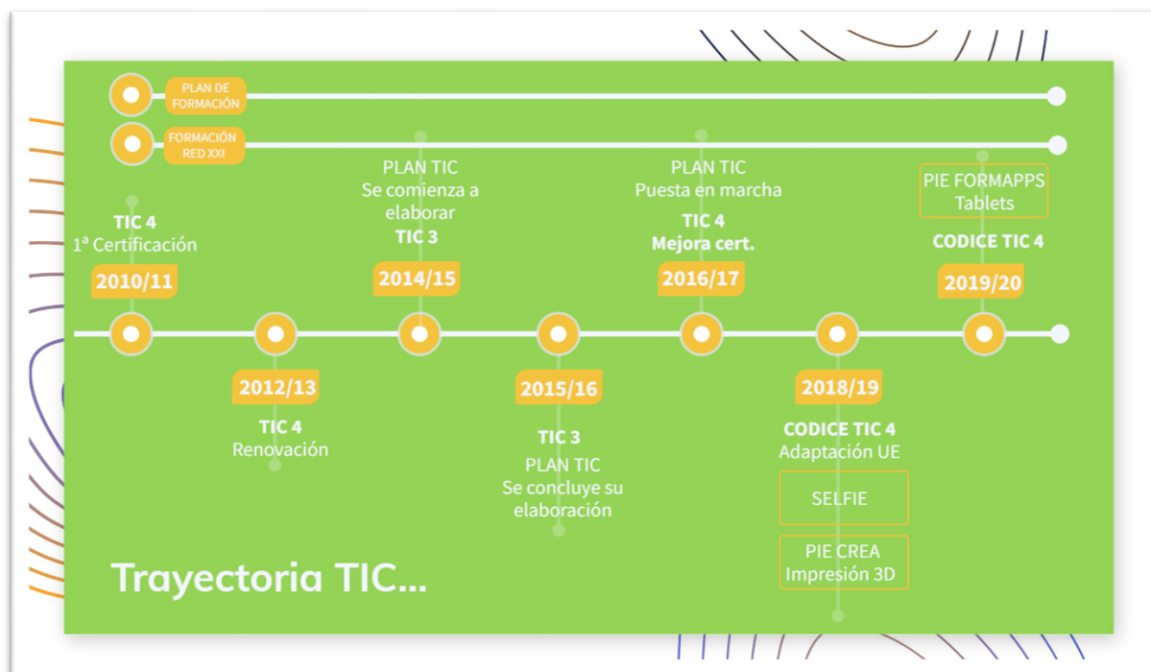 PLAN DE
FORMACIÓN
FORMACIÓN
RED XXI
TIC 4
1ª Certificación
2010/11
2012/13
TIC 4
Renovación
PLAN TIC
Se comienza a
elaborar
TIC 3
2014/15
2015/16
TIC 3
PLAN TIC
Se concluye su
elaboración
PLAN TIC
Puesta en marcha
TIC 4
Mejora cert.
2016/17
2018/19
CODICE TIC 4
Adaptación UE
SELFIE
PIE CREA
Impresión 3D
PIE FORMAPPS
Tablets
CODICE TIC 4
2019/20
Trayectoria TIC...